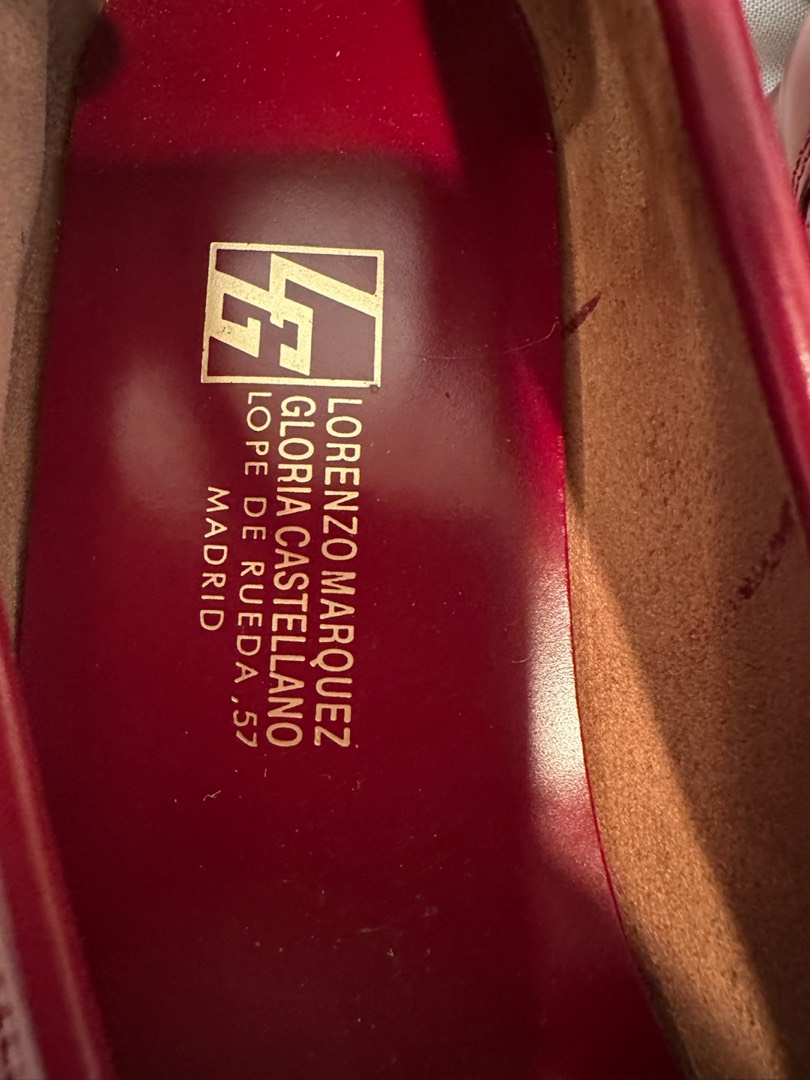 LORENZO MARQUEZ
GLORIA CASTELLANO
LOPE DE RUEDA ,57
MADRID